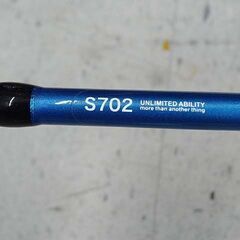 S702
UNLIMITED ABILITY
more than another thing